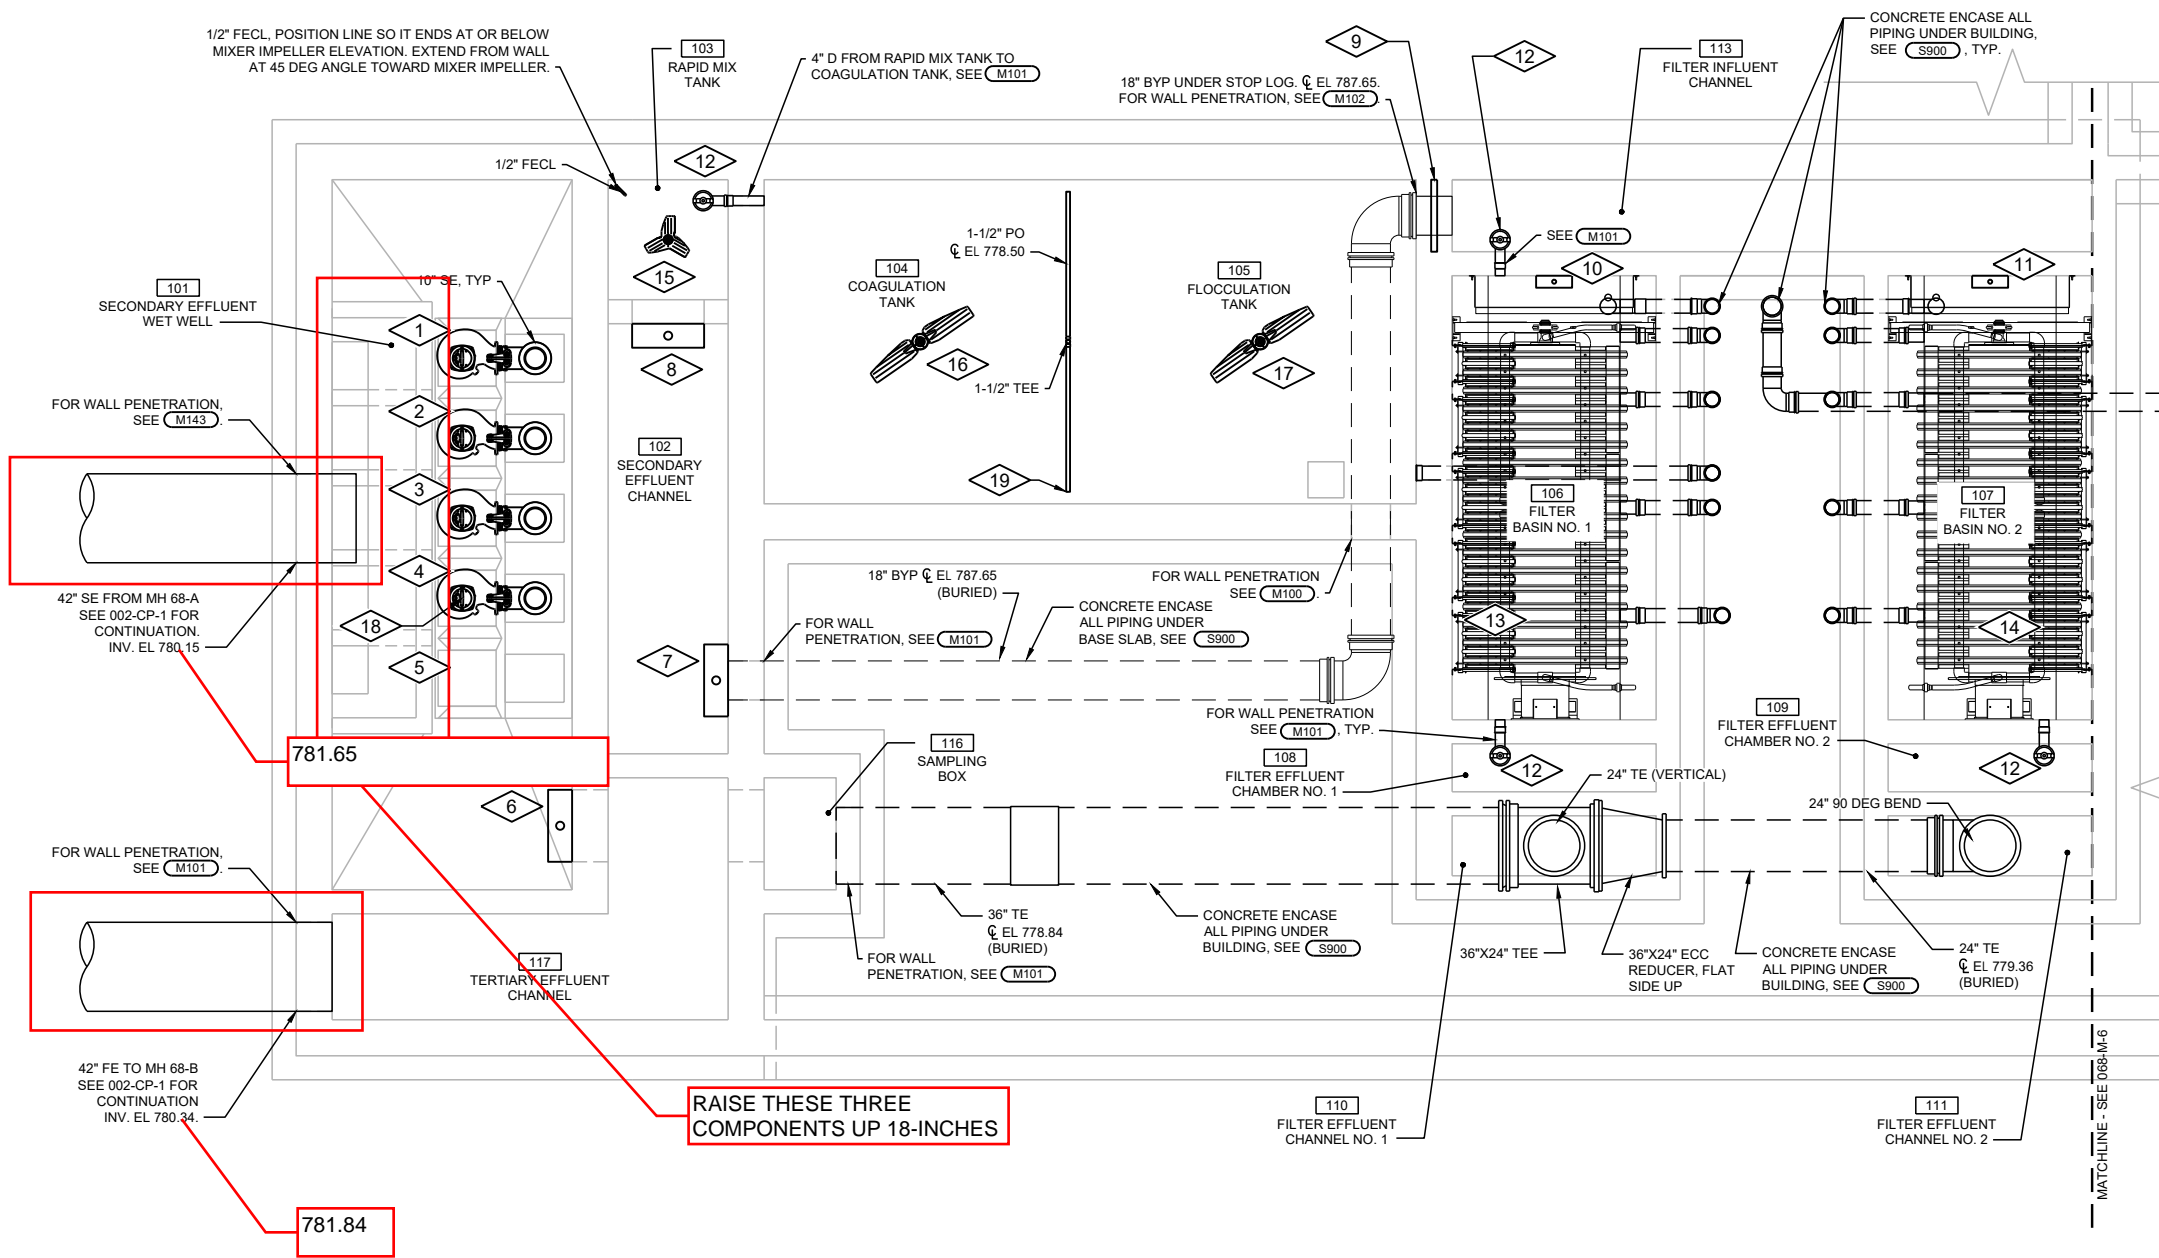 1/2" FECL, POSITION LINE SO IT ENDS AT OR BELOW
MIXER IMPELLER ELEVATION. EXTEND FROM WALL
AT 45 DEG ANGLE TOWARD MIXER IMPELLER.
103
RAPID MIX
TANK
4" D FROM RAPID MIX TANK TO
COAGULATION TANK, SEE M101
9
12
18" BYP UNDER STOP LOG. ℄ EL 787.65.
FOR WALL PENETRATION, SEE M102.
113
FILTER INFLUENT
CHANNEL
CONCRETE ENCASE ALL
PIPING UNDER BUILDING,
SEE S900, TYP.
1/2" FECL
12
15
8
1-1/2" PO
℄ EL 778.50
104
COAGULATION
TANK
16
1-1/2" TEE
19
105
FLOCCULATION
TANK
17
SEE M101
10
11
101
SECONDARY EFFLUENT
WET WELL
10" SE, TYP
1
2
3
4
5
18
FOR WALL PENETRATION,
SEE M143.
102
SECONDARY
EFFLUENT
CHANNEL
106
FILTER
BASIN NO. 1
107
FILTER
BASIN NO. 2
13
14
42" SE FROM MH 68-A
SEE 002-CP-1 FOR
CONTINUATION.
INV. EL 780.15
7
FOR WALL
PENETRATION, SEE M101
18" BYP ℄ EL 787.65
(BURIED)
CONCRETE ENCASE
ALL PIPING UNDER
BASE SLAB, SEE S900
FOR WALL PENETRATION
SEE M100.
FOR WALL PENETRATION
SEE M101, TYP.
108
FILTER EFFLUENT
CHAMBER NO. 1
12
109
FILTER EFFLUENT
CHAMBER NO. 2
12
781.65
6
116
SAMPLING
BOX
24" TE (VERTICAL)
24" 90 DEG BEND
FOR WALL PENETRATION,
SEE M101.
117
TERTIARY EFFLUENT
CHANNEL
FOR WALL
PENETRATION, SEE M101
36" TE
℄ EL 778.84
(BURIED)
CONCRETE ENCASE
ALL PIPING UNDER
BUILDING, SEE S900
36"X24" TEE
36"X24" ECC
REDUCER, FLAT
SIDE UP
CONCRETE ENCASE
ALL PIPING UNDER
BUILDING, SEE S900
24" TE
℄ EL 779.36
(BURIED)
42" FE TO MH 68-B
SEE 002-CP-1 FOR
CONTINUATION
INV. EL 780.34.
RAISE THESE THREE
COMPONENTS UP 18-INCHES
110
FILTER EFFLUENT
CHANNEL NO. 1
111
FILTER EFFLUENT
CHANNEL NO. 2
MATCHLINE - SEE 068-M-6
781.84